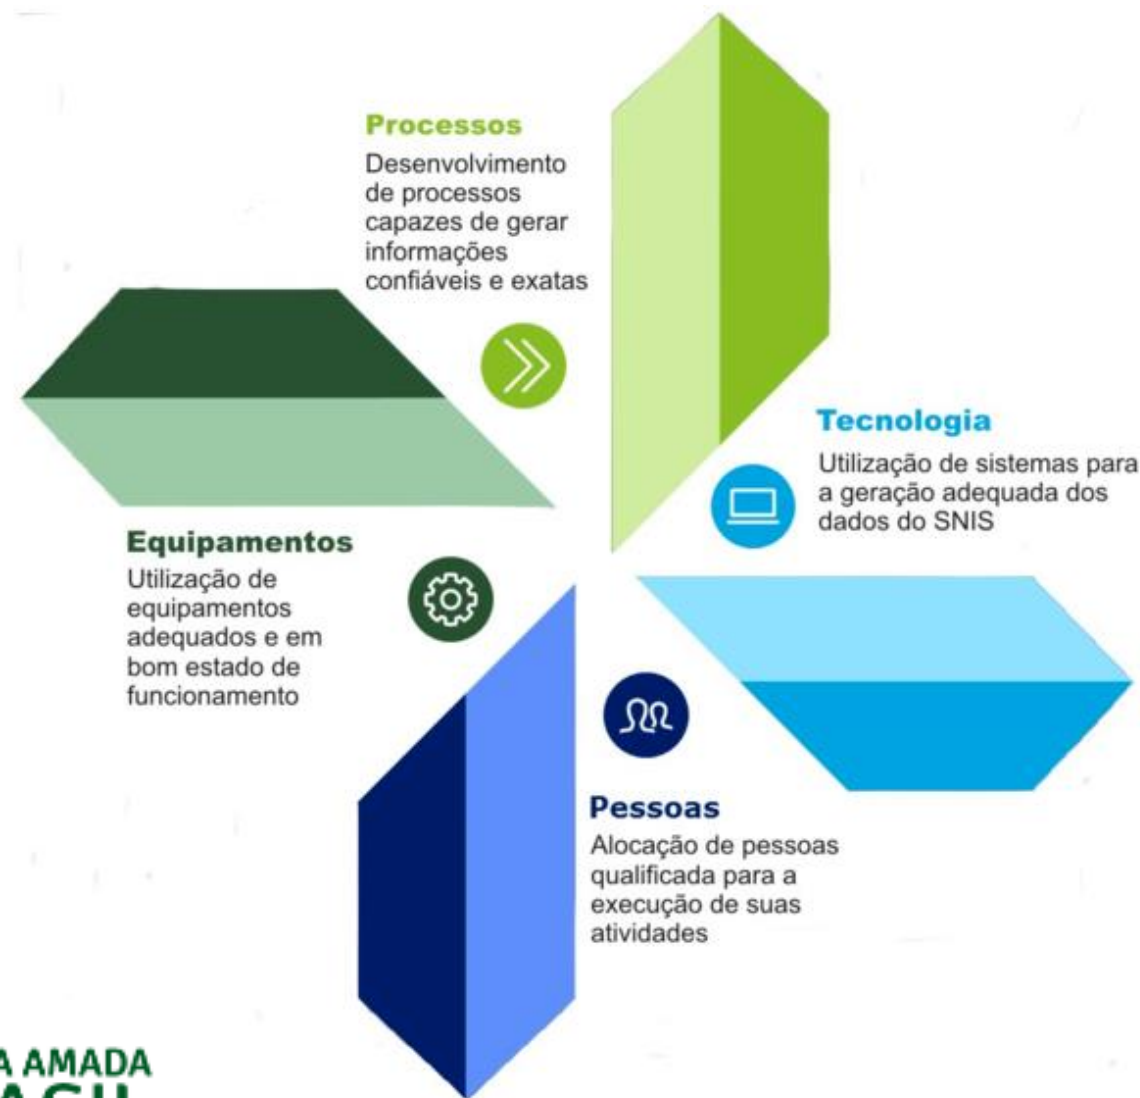 Processos
Desenvolvimento
de processos
capazes de gerar
informações
confiáveis e exatas
Tecnologia
Utilização de sistemas para
a geração adequada dos
dados do SNIS
Equipamentos
Utilização de
equipamentos
adequados e em
bom estado de
funcionamento
Pessoas
Alocação de pessoas
qualificada para a
execução de suas
atividades
A AMADA